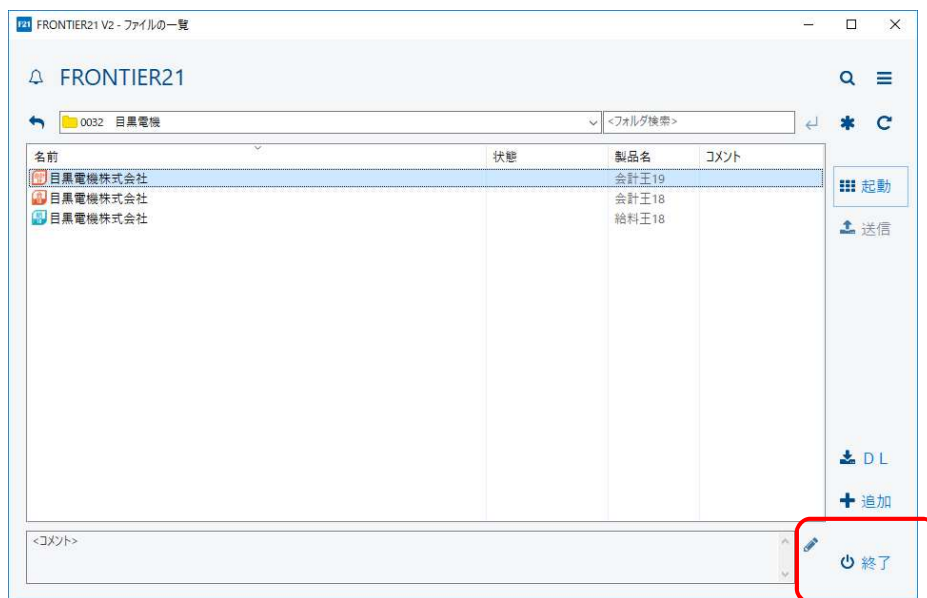 FRONTIER21 V2 - ファイルの一覧
FRONTIER21
0032 目黒電機
<フォルダ検索>
名前 状態 製品名 コメント
目黒電機株式会社 会計王19
目黒電機株式会社 会計王18
目黒電機株式会社 給料王18
起動
送信
DL
追加
<コメント>
終了